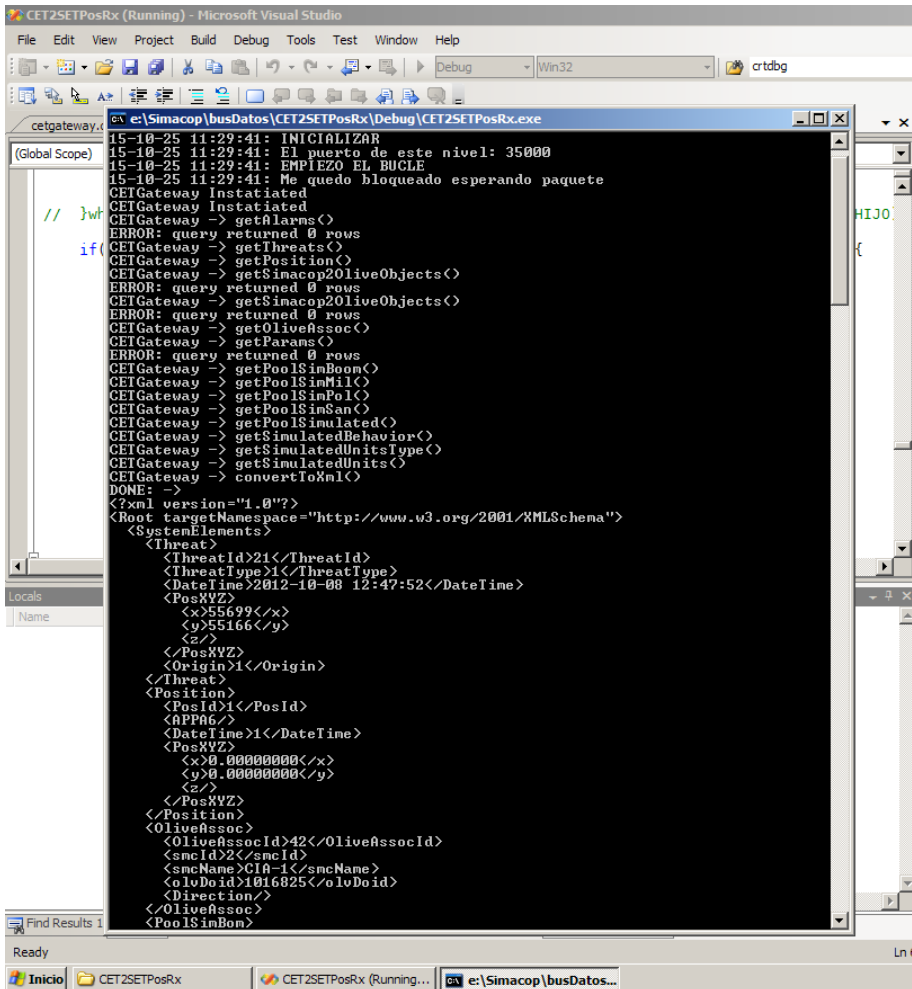 CET2SETPosRx (Running) - Microsoft Visual Studio
File Edit View Project Build Debug Tools Test Window Help
Debug Win32 crtdbg
cetgateway.c
(Global Scope)
// }wh
HIJO
if(
{
e:\Simacop\busDatos\CET2SETPosRx\Debug\CET2SETPosRx.exe
15-10-25 11:29:41: INICIALIZAR
15-10-25 11:29:41: El puerto de este nivel: 35000
15-10-25 11:29:41: EMPIEZO EL BUCLE
15-10-25 11:29:41: Me quedo bloqueado esperando paquete
CETGateway Instatiated
CETGateway Instatiated
CETGateway -> getAlarms()
ERROR: query returned 0 rows
CETGateway -> getThreats()
CETGateway -> getPosition()
CETGateway -> getSimacop2OliveObjects()
ERROR: query returned 0 rows
CETGateway -> getSimacop2OliveObjects()
ERROR: query returned 0 rows
CETGateway -> getOliveAssoc()
CETGateway -> getParams()
ERROR: query returned 0 rows
CETGateway -> getPoolSimBoom()
CETGateway -> getPoolSimMil()
CETGateway -> getPoolSimPol()
CETGateway -> getPoolSimSan()
CETGateway -> getPoolSimulated()
CETGateway -> getSimulatedBehavior()
CETGateway -> getSimulatedUnitsType()
CETGateway -> getSimulatedUnits()
CETGateway -> convertToXml()
DONE: ->
<?xml version="1.0"?>
<Root targetNamespace="http://www.w3.org/2001/XMLSchema">
<SystemElements>
<Threat>
<ThreatId>21</ThreatId>
<ThreatType>1</ThreatType>
<DateTime>2012-10-08 12:47:52</DateTime>
<PosXYZ>
<x>55699</x>
<y>55166</y>
<z/>
</PosXYZ>
<Origin>1</Origin>
</Threat>
<Position>
<PosId>1</PosId>
<APPA6/>
<DateTime>1</DateTime>
<PosXYZ>
<x>0.00000000</x>
<y>0.00000000</y>
<z/>
</PosXYZ>
</Position>
<OliveAssoc>
<OliveAssocId>42</OliveAssocId>
<smcId>2</smcId>
<smcName>CIA-1</smcName>
<olvDoid>1016825</olvDoid>
<Direction/>
</OliveAssoc>
<PoolSimBom>
Locals
Name
Find Results 1
Ready Ln
Inicio CET2SETPosRx CET2SETPosRx (Running... e:\Simacop\busDatos...